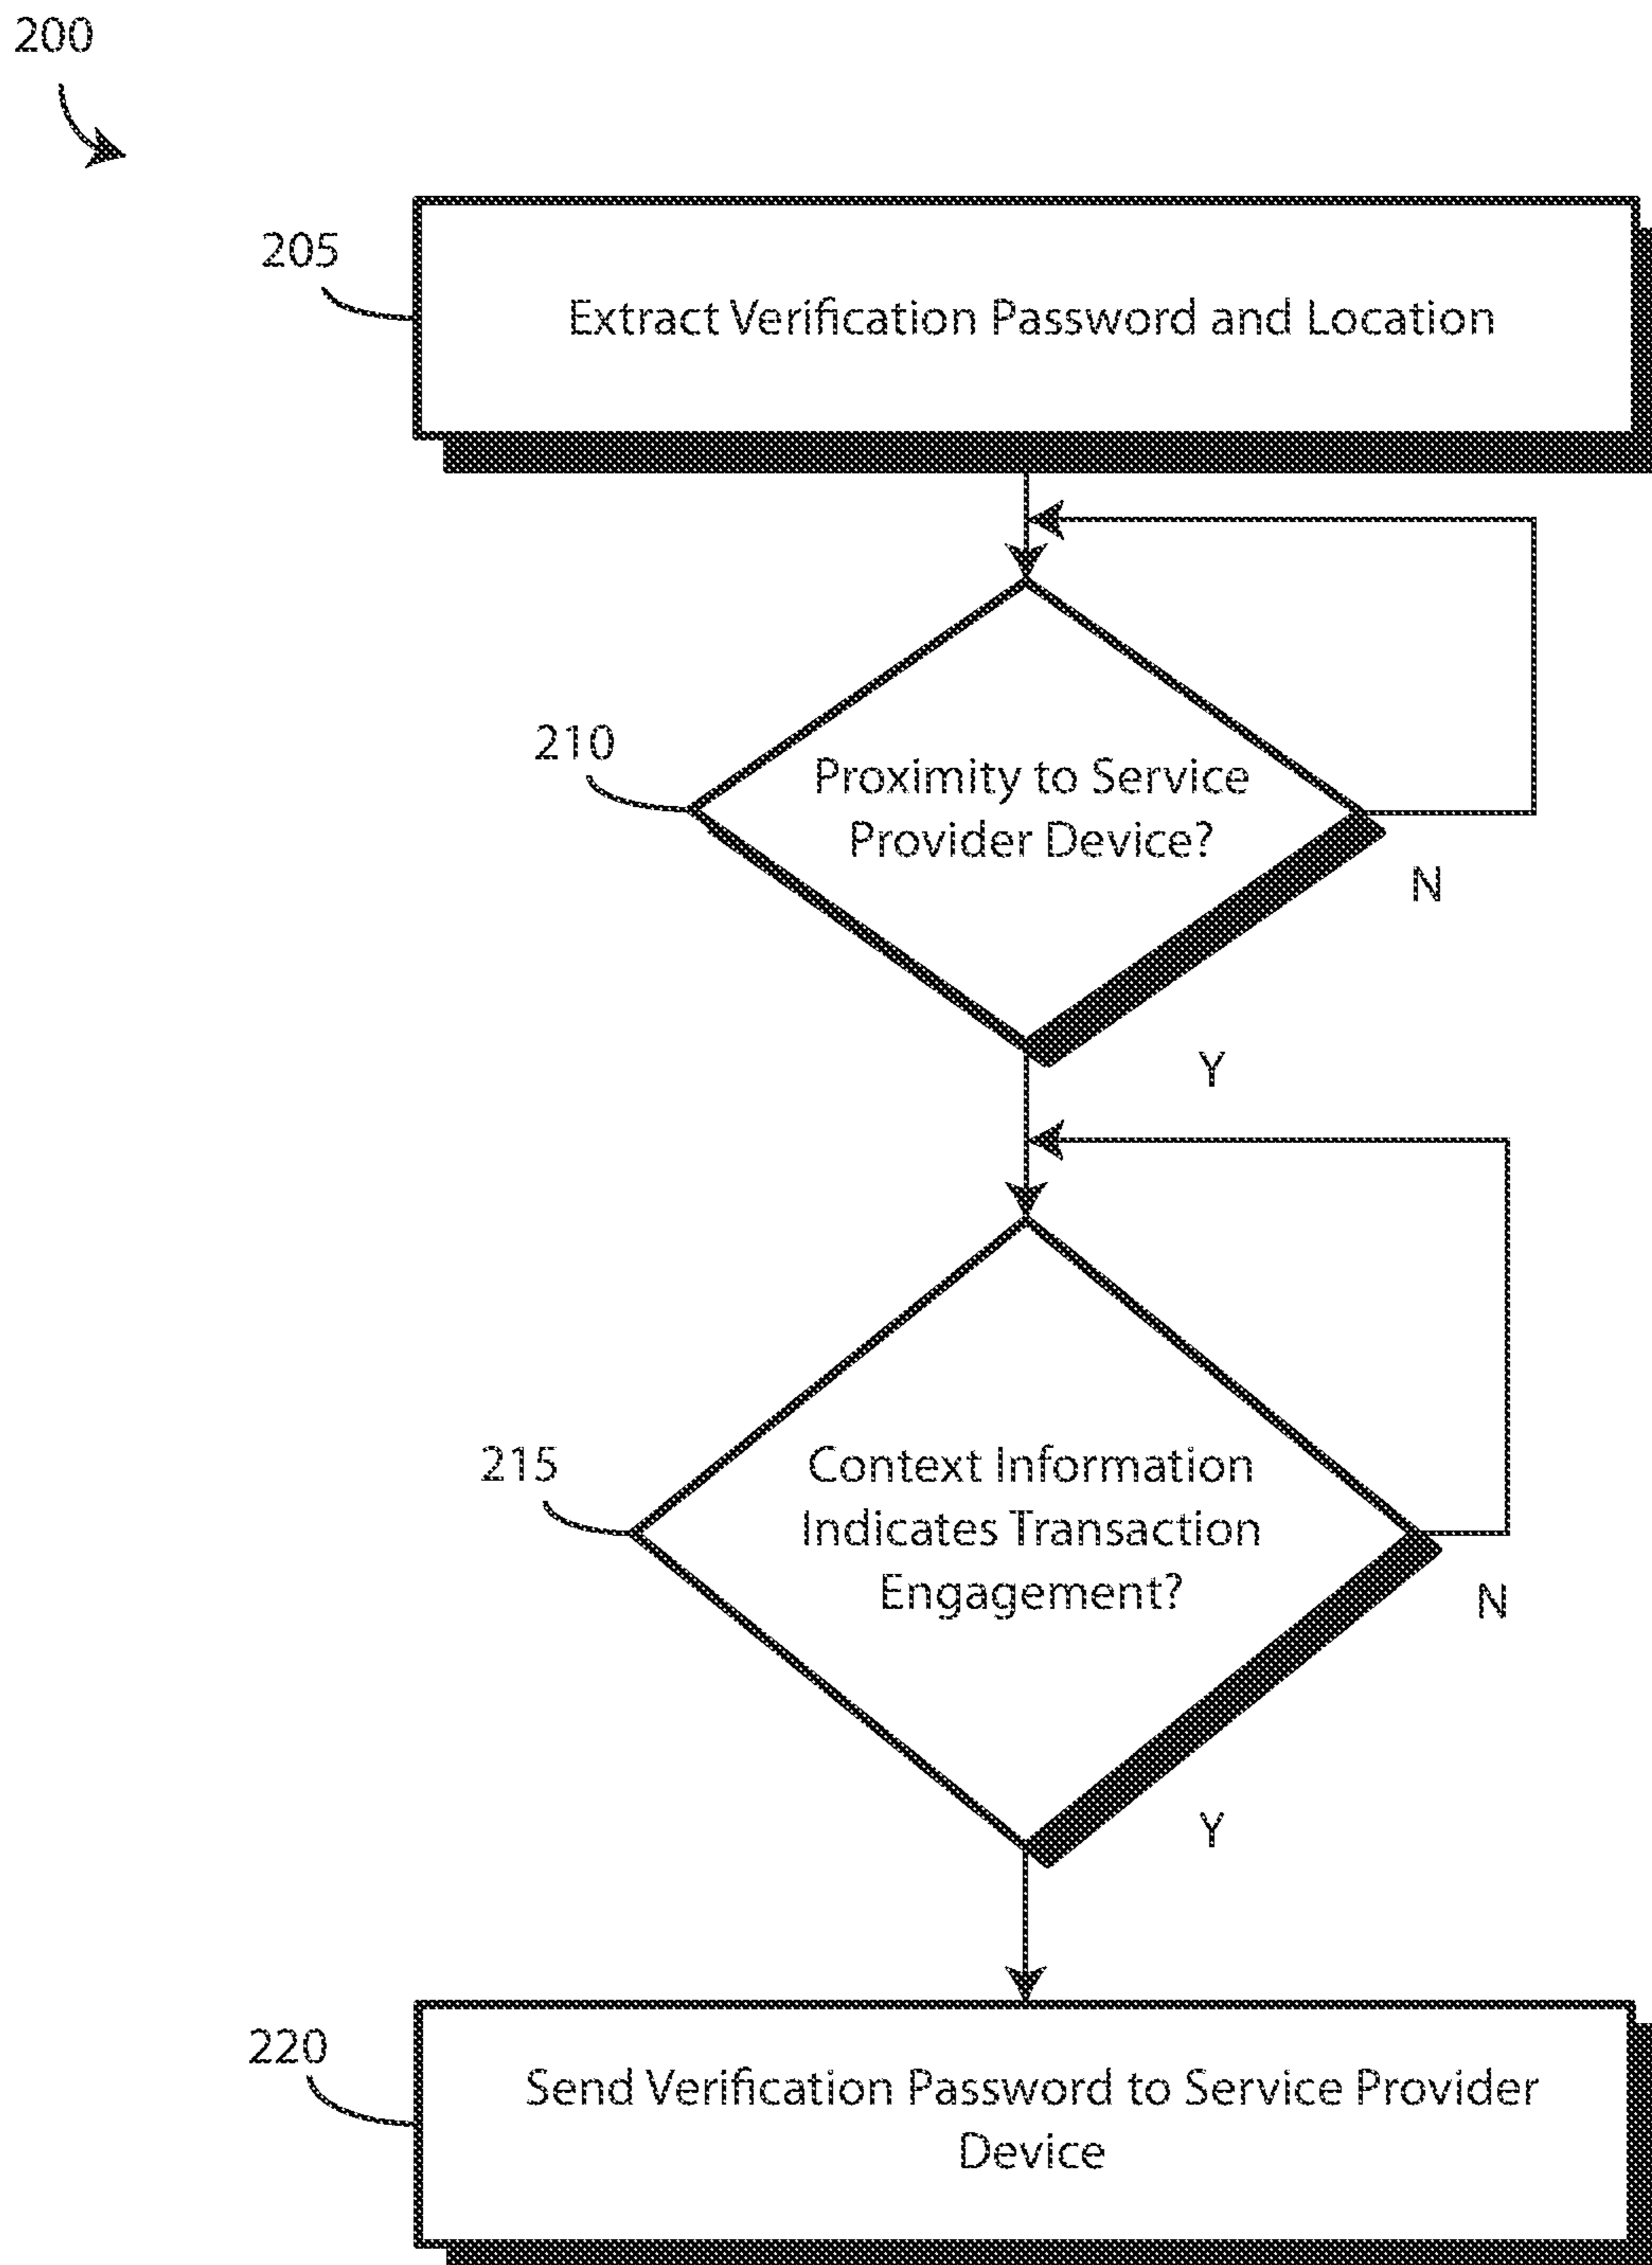 200
205
Extract Verification Password and Location
210
Proximity to Service
Provider Device?
N
Y
215
Context Information
Indicates Transaction
Engagement?
N
Y
220
Send Verification Password to Service Provider
Device